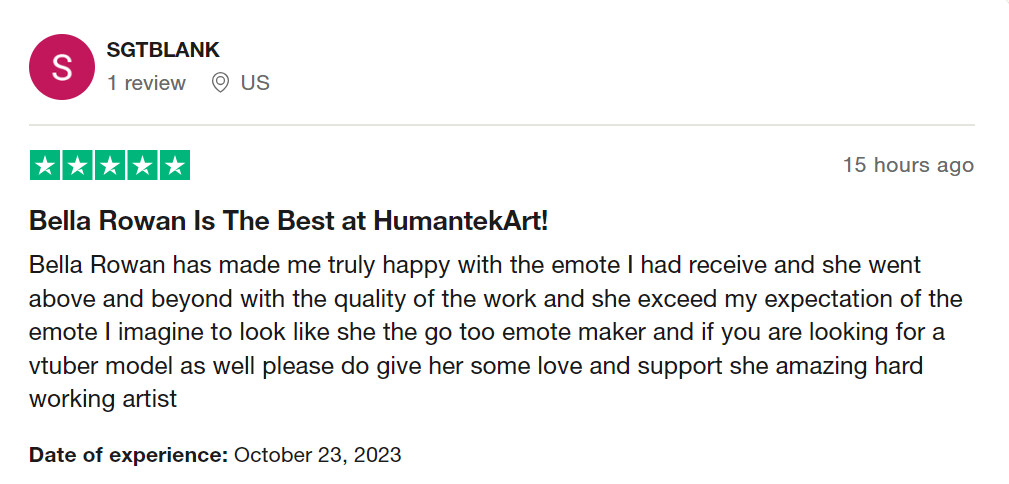 S
SGTBLANK
1 review US
15 hours ago
Bella Rowan Is The Best at HumantekArt!
Bella Rowan has made me truly happy with the emote I had receive and she went
above and beyond with the quality of the work and she exceed my expectation of the
emote I imagine to look like she the go too emote maker and if you are looking for a
vtuber model as well please do give her some love and support she amazing hard
working artist
Date of experience: October 23, 2023